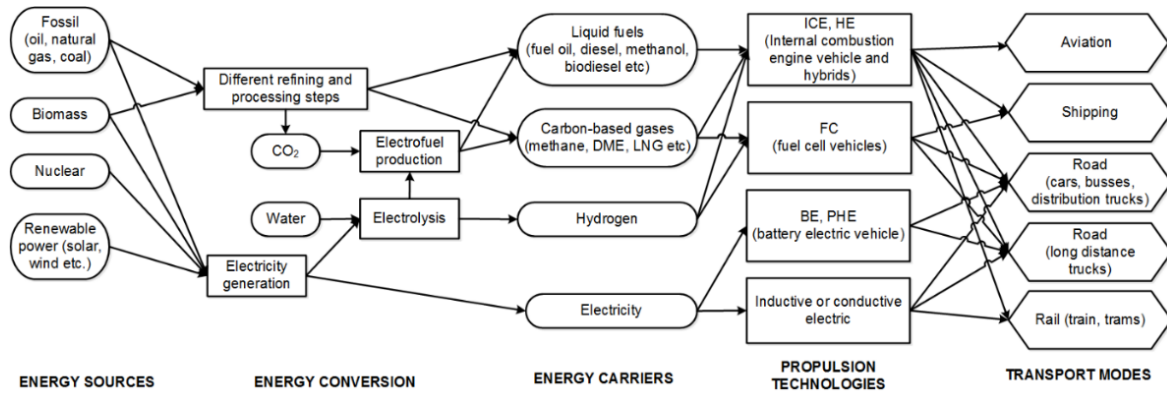 Fossil
(oil, natural
gas, coal)
Biomass
Nuclear
Renewable
power (solar,
wind etc.)
ENERGY SOURCES
Different refining and
processing steps
CO2
Electrofuel
production
Water
Electrolysis
Electricity
generation
ENERGY CONVERSION
Liquid fuels
(fuel oil, diesel, methanol,
biodiesel etc)
Carbon-based gases
(methane, DME, LNG etc)
Hydrogen
Electricity
ENERGY CARRIERS
ICE, HE
(Internal combustion
engine vehicle and
hybrids)
FC
(fuel cell vehicles)
BE, PHE
(battery electric vehicle)
Inductive or conductive
electric
PROPULSION
TECHNOLOGIES
Aviation
Shipping
Road
(cars, busses,
distribution trucks)
Road
(long distance
trucks)
Rail (train, trams)
TRANSPORT MODES